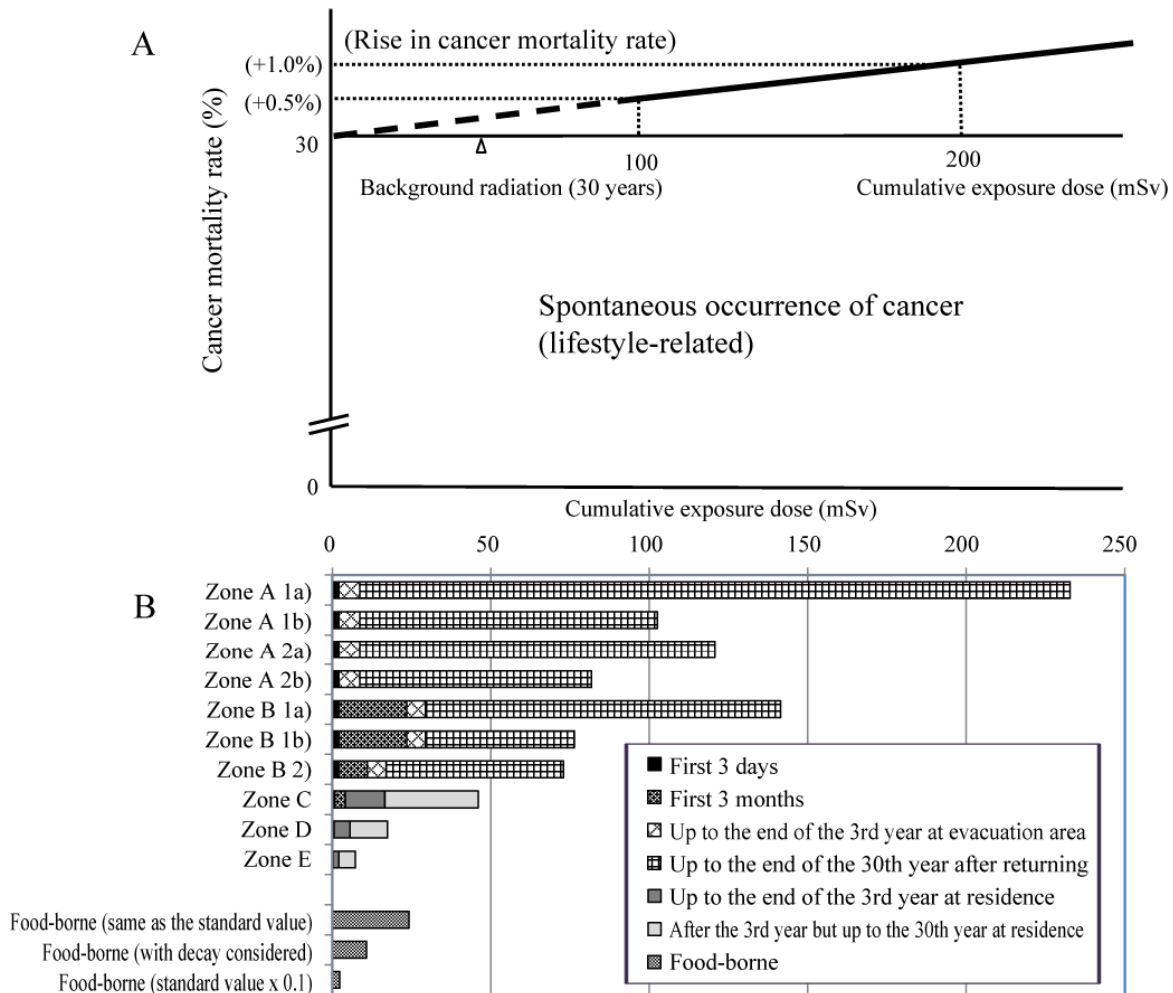 A
(Rise in cancer mortality rate)
(+1.0%)
(+0.5%)
30
Cancer mortality rate (%)
100
200
Background radiation (30 years)
Cumulative exposure dose (mSv)
Spontaneous occurrence of cancer
(lifestyle-related)
0
Cumulative exposure dose (mSv)
0 50 100 150 200 250
B
Zone A 1a)
Zone A 1b)
Zone A 2a)
Zone A 2b)
Zone B 1a)
Zone B 1b)
Zone B 2)
Zone C
Zone D
Zone E
Food-borne (same as the standard value)
Food-borne (with decay considered)
Food-borne (standard value x 0.1)
First 3 days
First 3 months
Up to the end of the 3rd year at evacuation area
Up to the end of the 30th year after returning
Up to the end of the 3rd year at residence
After the 3rd year but up to the 30th year at residence
Food-borne